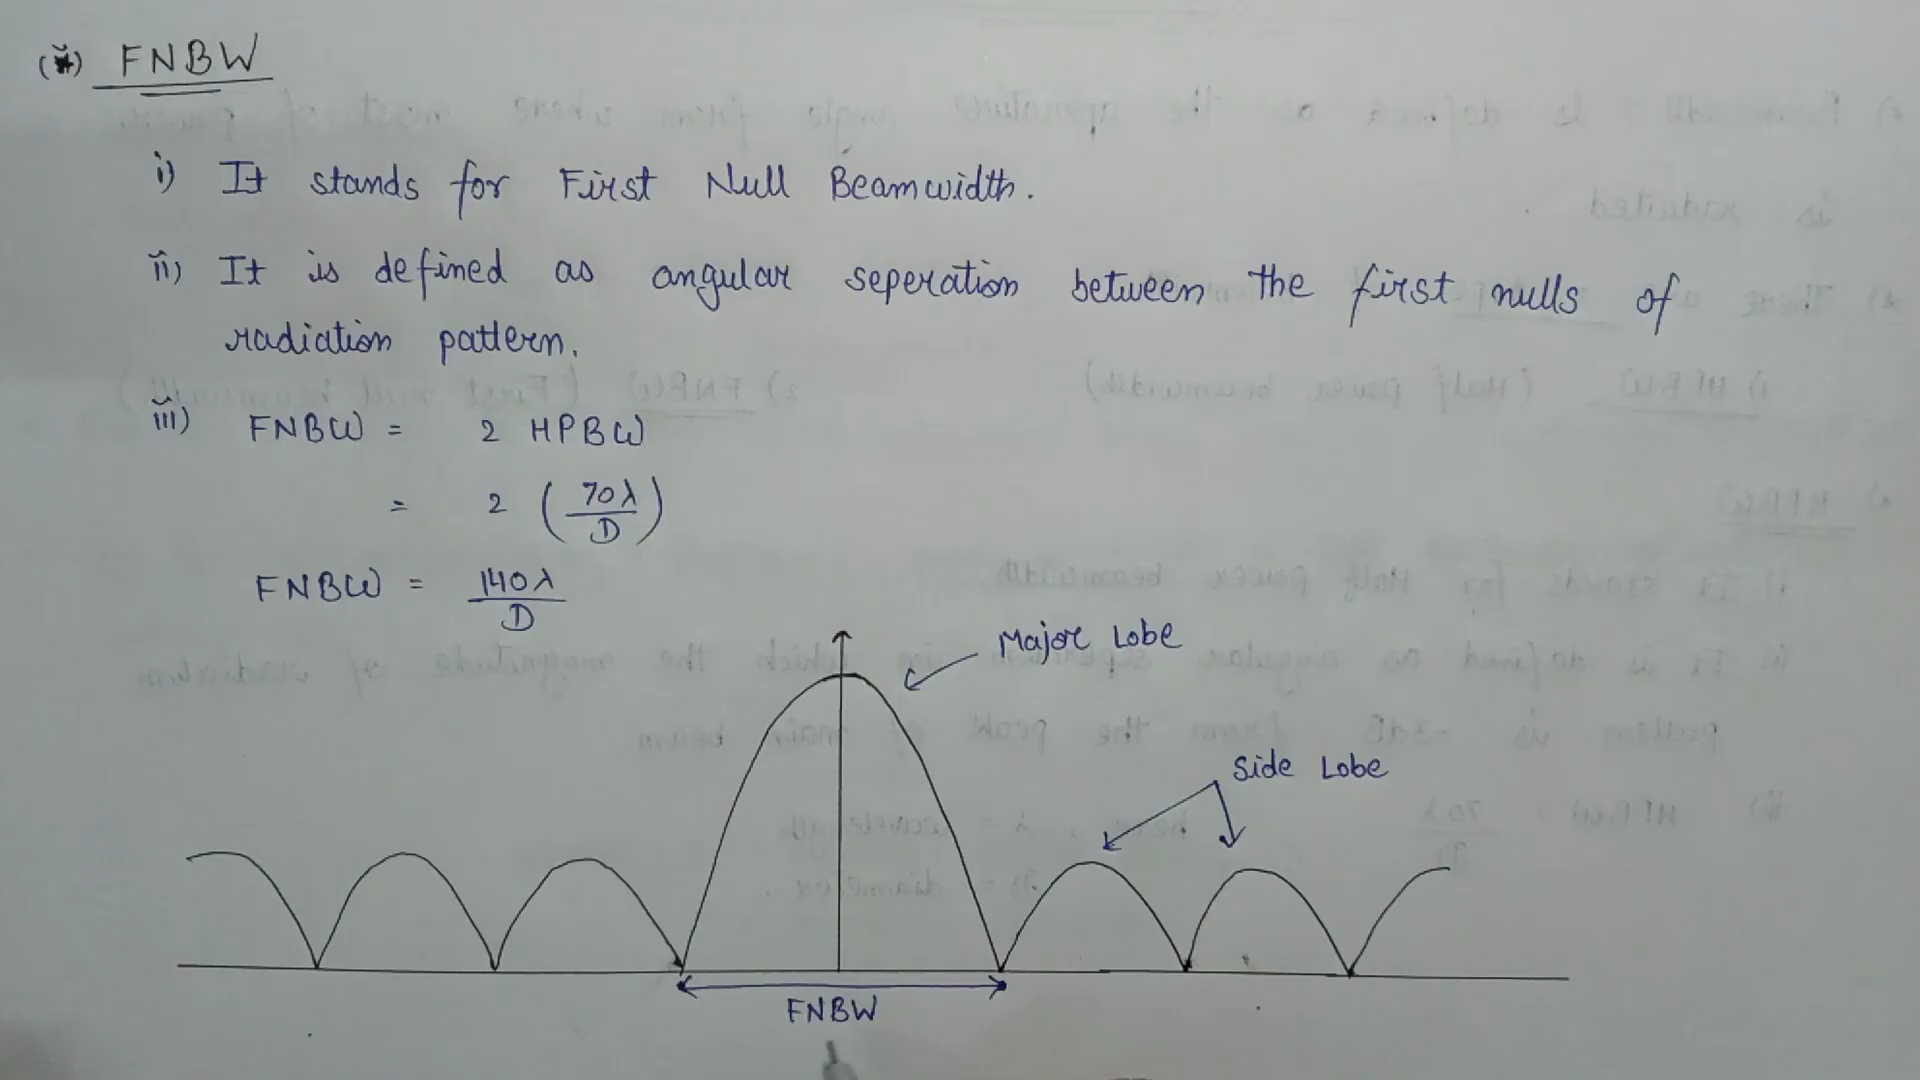 (*) FNBW
i) It stands for First Null Beamwidth.
ii) It is defined as angular seperation between the first nulls of
radiation pattern.
iii) FNBW = 2 HPBW
= 2 (70λ/D)
FNBW = 140λ/D
Major Lobe
Side Lobe
FNBW